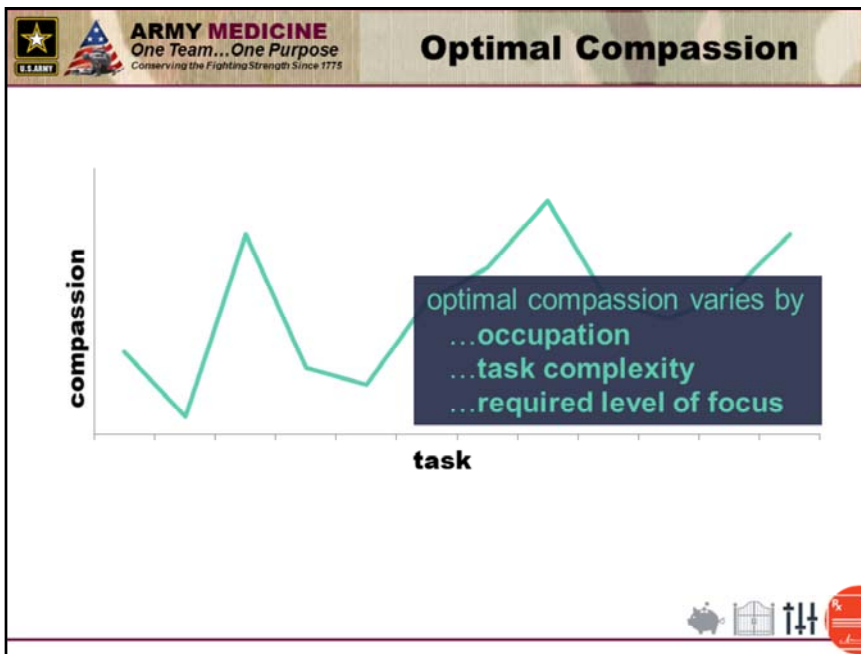 ARMY MEDICINE
One Team...One Purpose
Conserving the Fighting Strength Since 1775
U.S.ARMY
Optimal Compassion
compassion
optimal compassion varies by
...occupation
...task complexity
...required level of focus
task
Rx